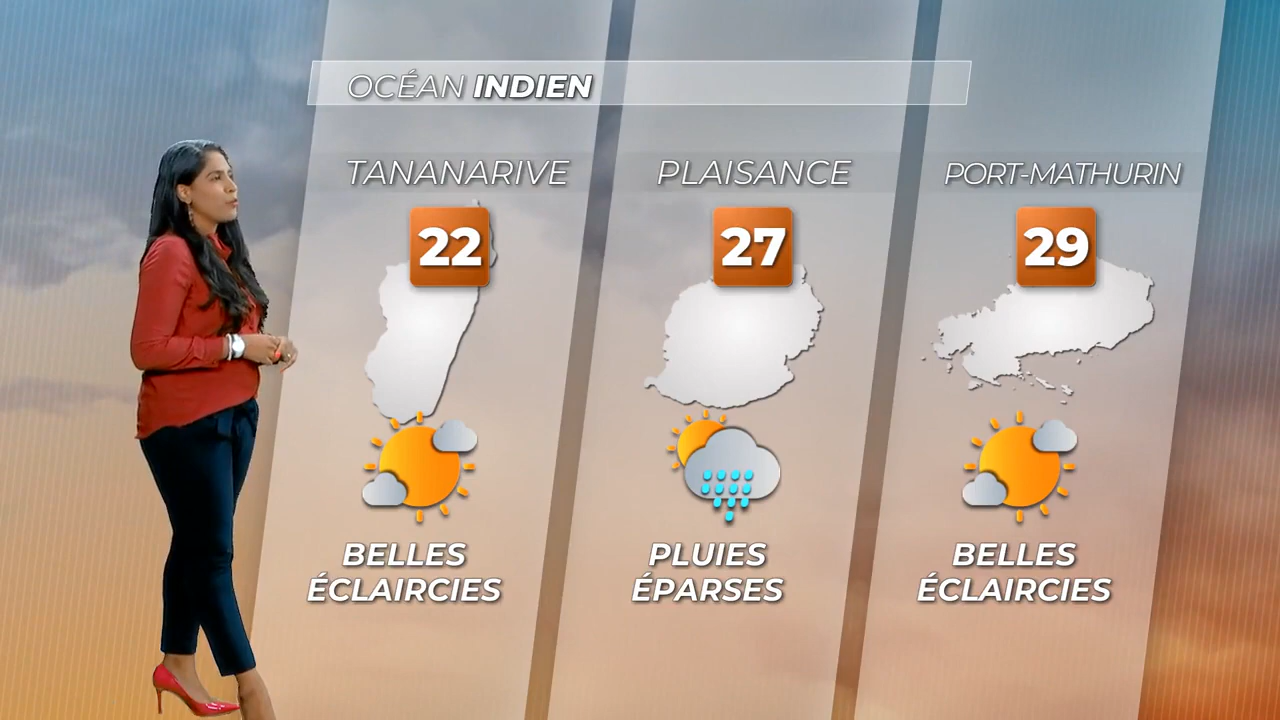 OCÉAN INDIEN
TANANARIVE
22
BELLES
ÉCLAIRCIES
PLAISANCE
27
PLUIES
ÉPARSES
PORT-MATHURIN
29
BELLES
ÉCLAIRCIES